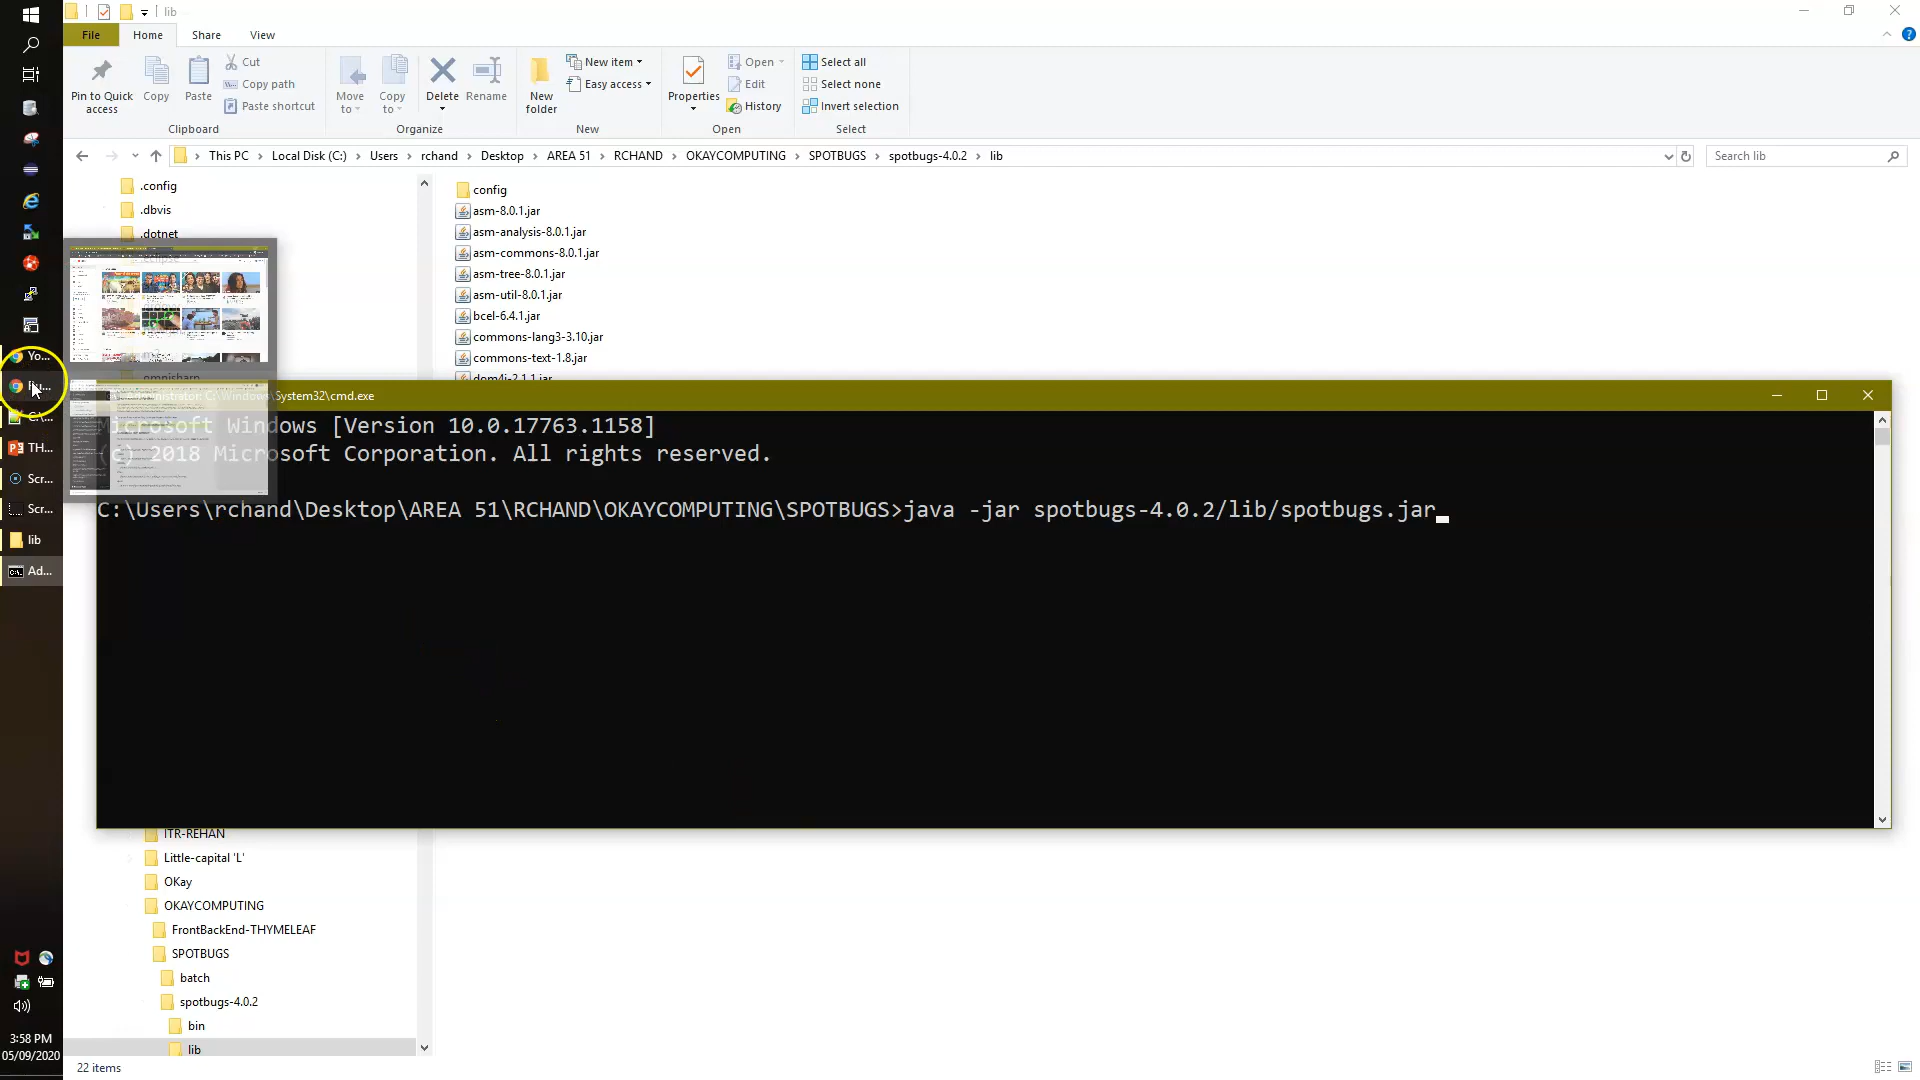 lib
File Home Share View
Pin to Quick access
Copy
Paste
Cut
Copy path
Paste shortcut
Clipboard
Move to
Copy to
Delete
Rename
Organize
New folder
New item
Easy access
New
Properties
Open
Edit
History
Open
Select all
Select none
Invert selection
Select
This PC > Local Disk (C:) > Users > rchand > Desktop > AREA 51 > RCHAND > OKAYCOMPUTING > SPOTBUGS > spotbugs-4.0.2 > lib
Search lib
.config
.dbvis
.dotnet
config
asm-8.0.1.jar
asm-analysis-8.0.1.jar
asm-commons-8.0.1.jar
asm-tree-8.0.1.jar
asm-util-8.0.1.jar
bcel-6.4.1.jar
commons-lang3-3.10.jar
commons-text-1.8.jar
dom4j-2.1.1.jar
Yo...
C:\...
TH...
Scr...
Scr...
lib
Ad...
Administrator: C:\Windows\System32\cmd.exe
Microsoft Windows [Version 10.0.17763.1158]
(c) 2018 Microsoft Corporation. All rights reserved.
C:\Users\rchand\Desktop\AREA 51\RCHAND\OKAYCOMPUTING\SPOTBUGS>java -jar spotbugs-4.0.2/lib/spotbugs.jar
ITR-REHAN
Little-capital 'L'
OKay
OKAYCOMPUTING
FrontBackEnd-THYMELEAF
SPOTBUGS
batch
spotbugs-4.0.2
bin
lib
22 items
3:58 PM
05/09/2020